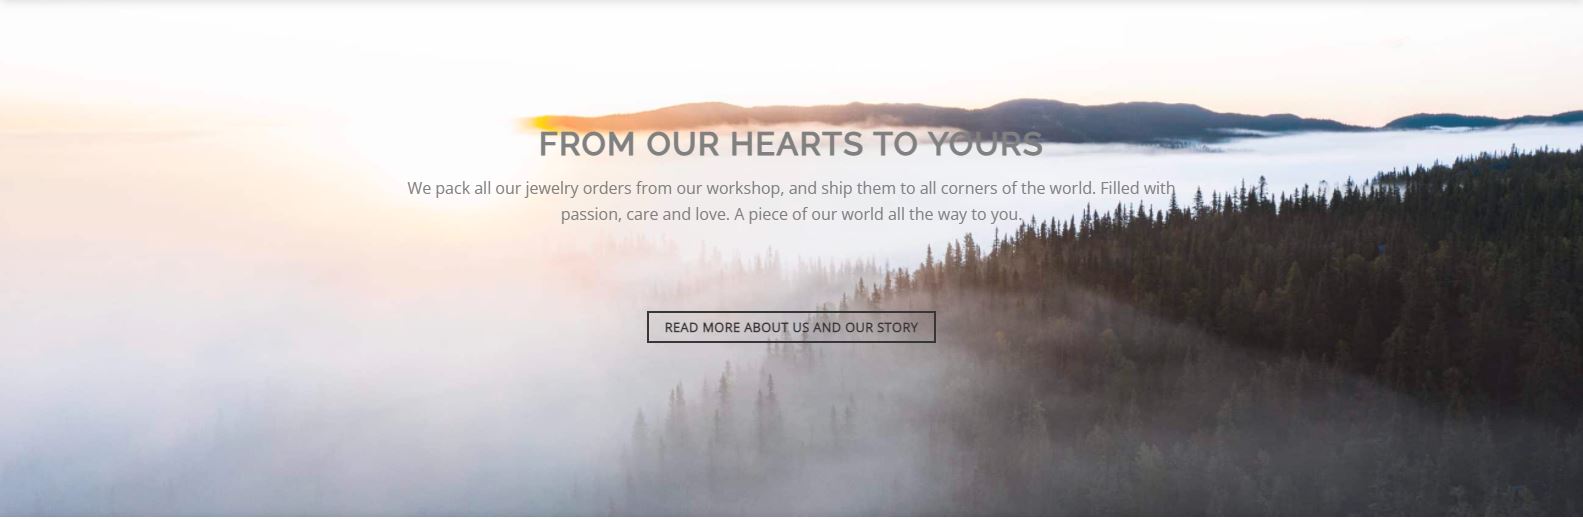 FROM OUR HEARTS TO YOURS
We pack all our jewelry orders from our workshop, and ship them to all corners of the world. Filled with
passion, care and love. A piece of our world all the way to you.
READ MORE ABOUT US AND OUR STORY